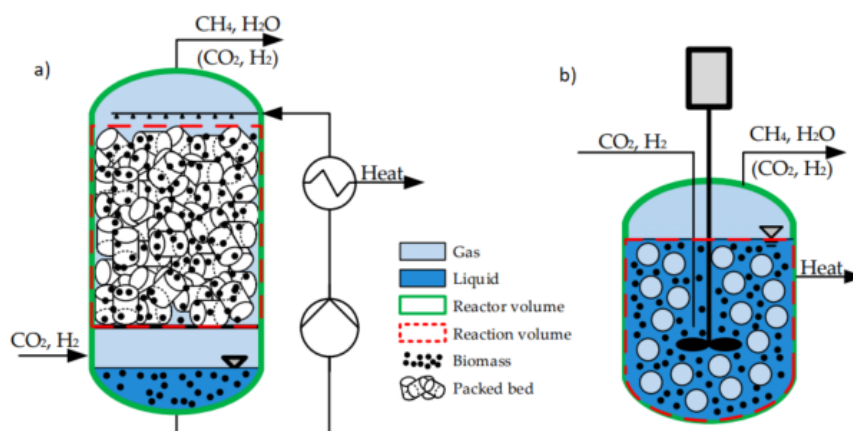 CH₄, H₂O
(CO₂, H₂)
a)
Heat
CO₂, H₂
Gas
Liquid
Reactor volume
Reaction volume
Biomass
Packed bed
b)
CO₂, H₂
CH₄, H₂O
(CO₂, H₂)
Heat